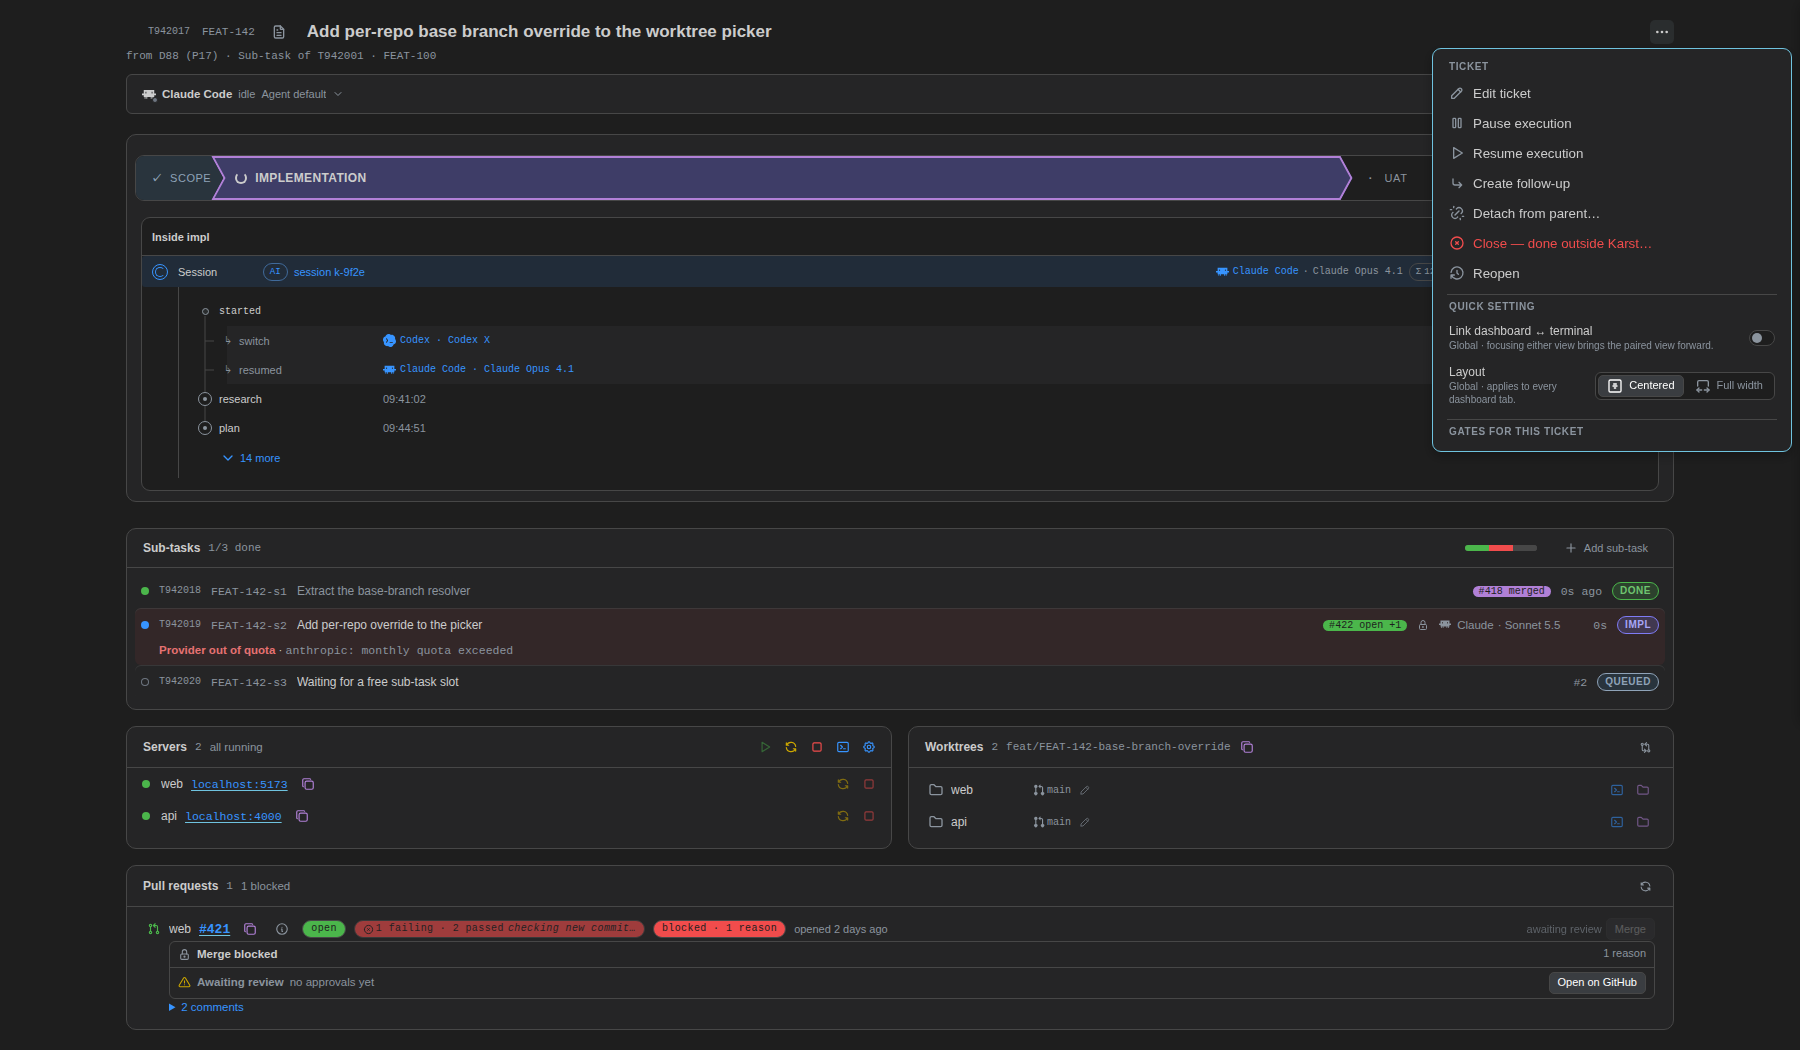 T942017 FEAT-142 Add per-repo base branch override to the worktree picker
from D88 (P17) · Sub-task of T942001 · FEAT-100
Claude Code idle Agent default
✓ SCOPE IMPLEMENTATION · UAT
Inside impl
Session AI session k-9f2e Claude Code · Claude Opus 4.1
started
↳ switch Codex · Codex X
↳ resumed Claude Code · Claude Opus 4.1
research 09:41:02
plan 09:44:51
14 more
TICKET
Edit ticket
Pause execution
Resume execution
Create follow-up
Detach from parent…
Close — done outside Karst…
Reopen
QUICK SETTING
Link dashboard ↔ terminal
Global · focusing either view brings the paired view forward.
Layout
Global · applies to every
dashboard tab.
Centered Full width
GATES FOR THIS TICKET
Sub-tasks 1/3 done Add sub-task
T942018 FEAT-142-s1 Extract the base-branch resolver #418 merged 0s ago DONE
T942019 FEAT-142-s2 Add per-repo override to the picker #422 open +1 Claude · Sonnet 5.5 0s IMPL
Provider out of quota · anthropic: monthly quota exceeded
T942020 FEAT-142-s3 Waiting for a free sub-task slot #2 QUEUED
Servers 2 all running
web localhost:5173
api localhost:4000
Worktrees 2 feat/FEAT-142-base-branch-override
web main
api main
Pull requests 1 1 blocked
web #421 open 1 failing · 2 passed checking new commit… blocked · 1 reason opened 2 days ago awaiting review Merge
Merge blocked 1 reason
Awaiting review no approvals yet Open on GitHub
2 comments